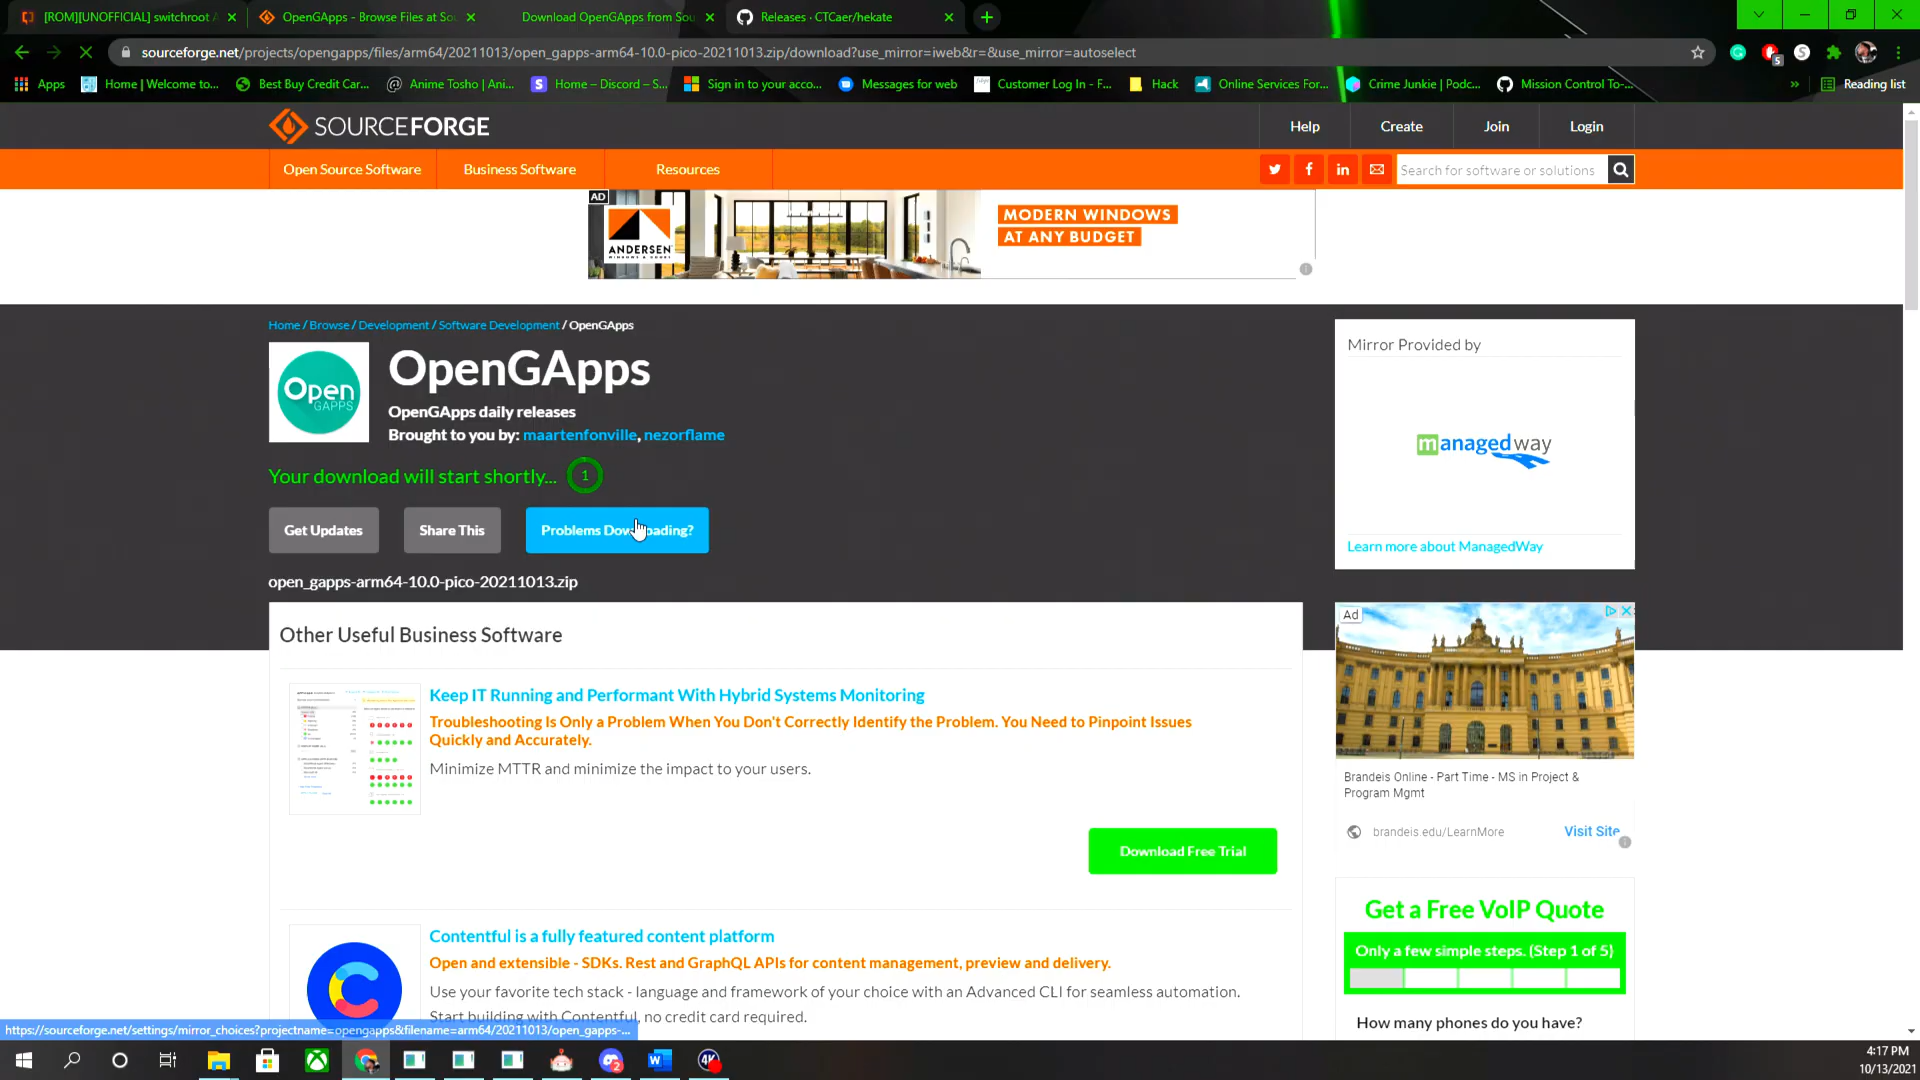 [ROM][UNOFFICIAL] switchroot A
OpenGApps - Browse Files at So
Download OpenGApps from Sou
Releases · CTCaer/hekate
sourceforge.net/projects/opengapps/files/arm64/20211013/open_gapps-arm64-10.0-pico-20211013.zip/download?use_mirror=iweb&r=&use_mirror=autoselect
5
S
Apps
Home | Welcome to...
Best Buy Credit Car...
Anime Tosho | Ani...
Home – Discord – S...
Sign in to your acco...
Messages for web
Customer Log In - F...
Hack
Online Services For...
Crime Junkie | Podc...
Mission Control To-...
»
Reading list
SOURCEFORGE
Help
Create
Join
Login
Open Source Software
Business Software
Resources
Search for software or solutions
AD
ANDERSEN
MODERN WINDOWS
AT ANY BUDGET
Home / Browse / Development / Software Development / OpenGApps
Open
GAPPS
OpenGApps
OpenGApps daily releases
Brought to you by: maartenfonville, nezorflame
Your download will start shortly... 1
Get Updates
Share This
Problems Downloading?
open_gapps-arm64-10.0-pico-20211013.zip
Mirror Provided by
managedway
Learn more about ManagedWay
Other Useful Business Software
Keep IT Running and Performant With Hybrid Systems Monitoring
Troubleshooting Is Only a Problem When You Don't Correctly Identify the Problem. You Need to Pinpoint Issues
Quickly and Accurately.
Minimize MTTR and minimize the impact to your users.
Download Free Trial
Contentful is a fully featured content platform
Open and extensible - SDKs. Rest and GraphQL APIs for content management, preview and delivery.
Use your favorite tech stack - language and framework of your choice with an Advanced CLI for seamless automation.
Start building with Contentful, no credit card required.
Ad
Brandeis Online - Part Time - MS in Project &
Program Mgmt
brandeis.edu/LearnMore
Visit Site
Get a Free VoIP Quote
Only a few simple steps. (Step 1 of 5)
How many phones do you have?
https://sourceforge.net/settings/mirror_choices?projectname=opengapps&filename=arm64/20211013/open_gapps-...
2
W
4K
4:17 PM
10/13/2021